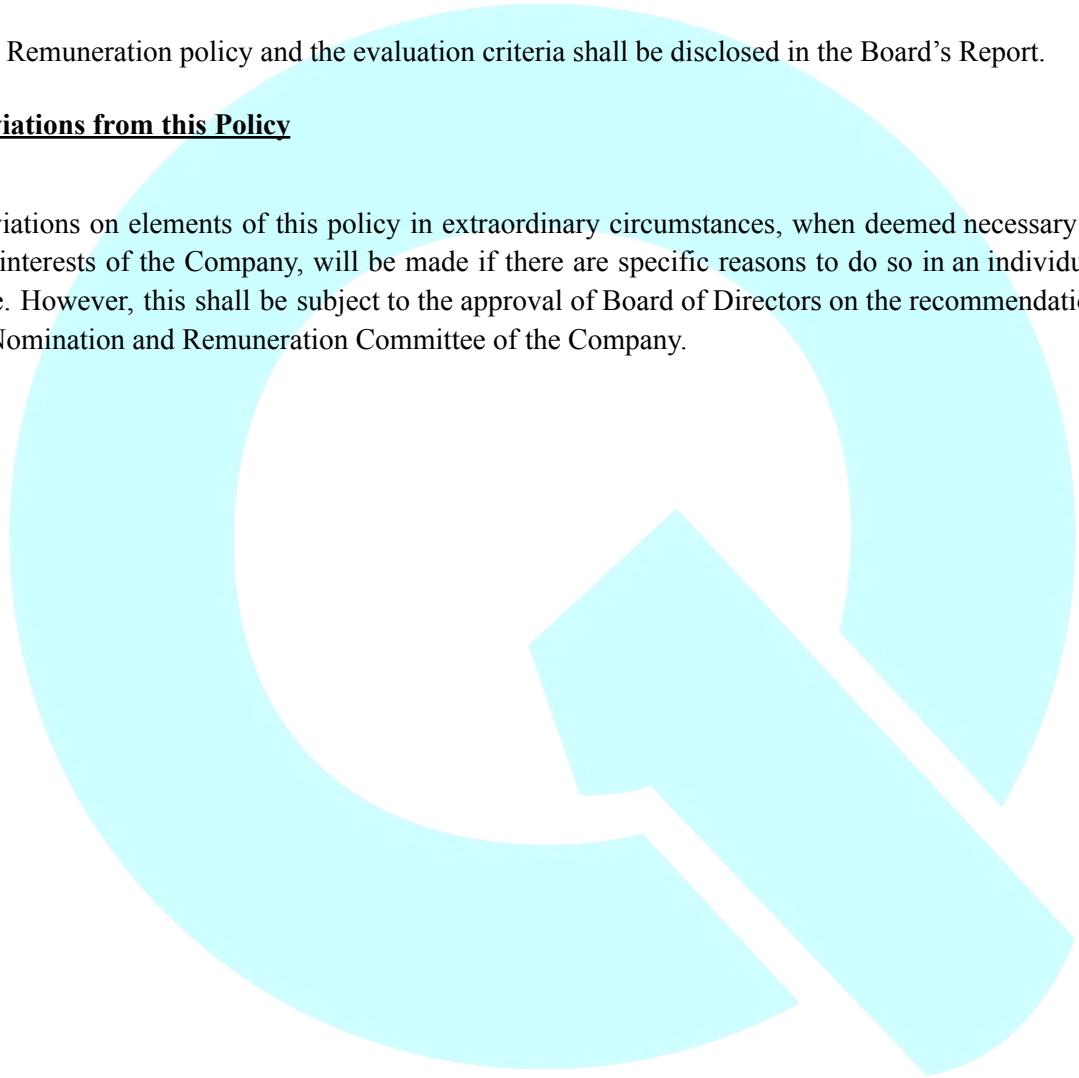 Remuneration policy and the evaluation criteria shall be disclosed in the Board’s Report.
viations from this Policy
viations on elements of this policy in extraordinary circumstances, when deemed necessary
interests of the Company, will be made if there are specific reasons to do so in an individu
e. However, this shall be subject to the approval of Board of Directors on the recommendatio
Nomination and Remuneration Committee of the Company.